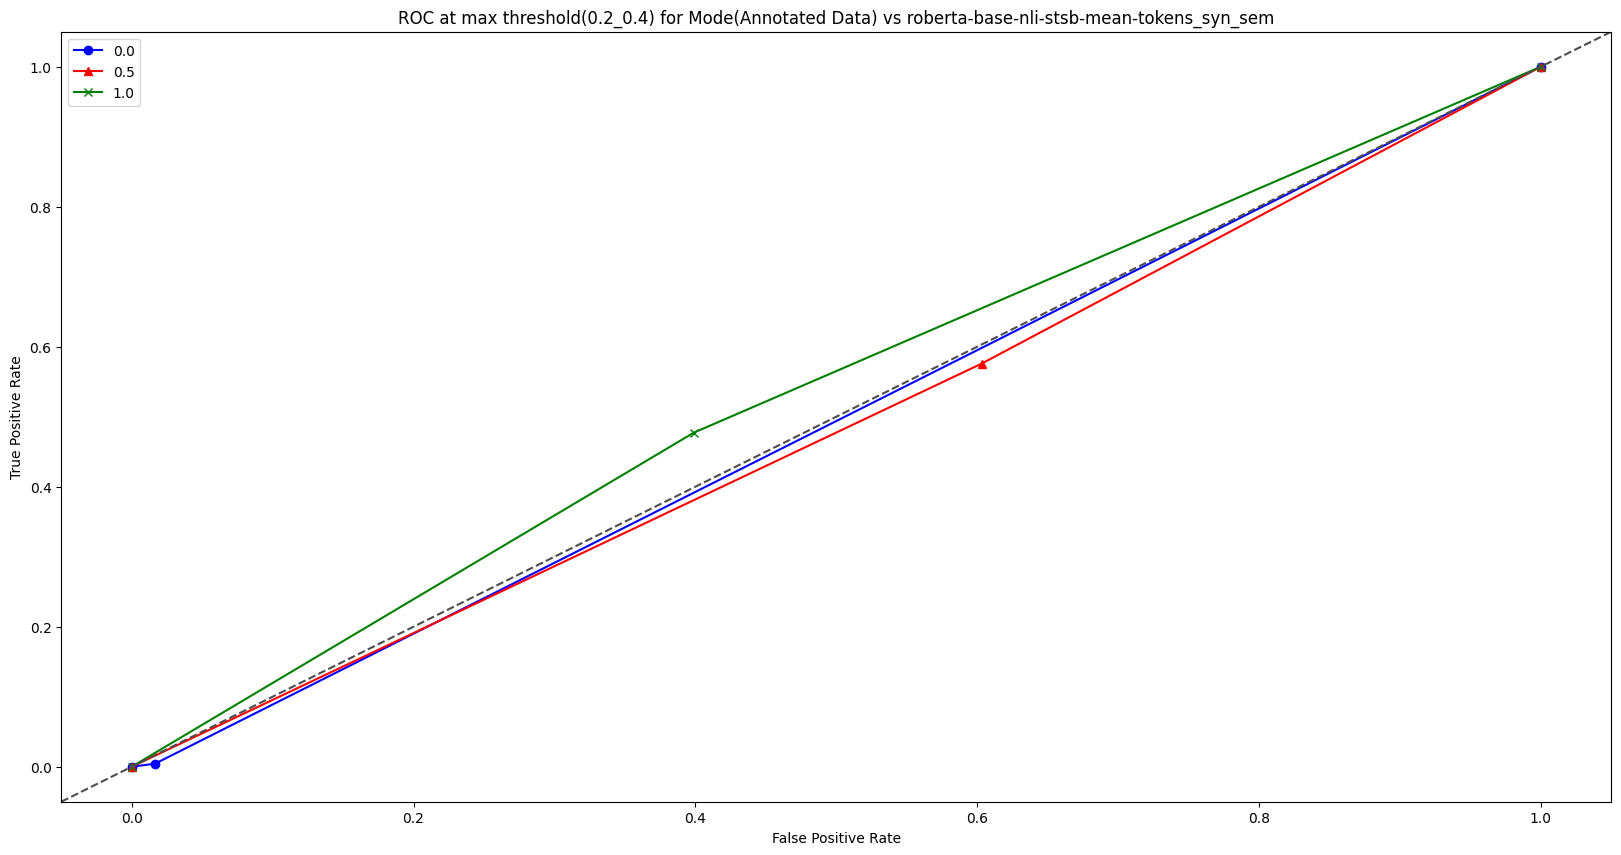 ROC at max threshold(0.2_0.4) for Mode(Annotated Data) vs roberta-base-nli-stsb-mean-tokens_syn_sem
0.0
0.5
1.0
True Positive Rate
1.0
0.8
0.6
0.4
0.2
0.0
0.0 0.2 0.4 0.6 0.8 1.0
False Positive Rate